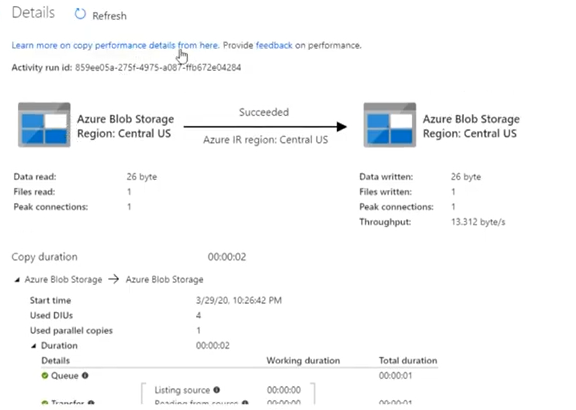 Details Refresh
Learn more on copy performance details from here. Provide feedback on performance.
Activity run id: 859ee05a-275f-4975-a087-ffb672e04284
Succeeded
Azure Blob Storage
Region: Central US
Azure IR region: Central US
Azure Blob Storage
Region: Central US
Data read: 26 byte
Files read: 1
Peak connections: 1
Data written: 26 byte
Files written: 1
Peak connections: 1
Throughput: 13.312 byte/s
Copy duration 00:00:02
Azure Blob Storage → Azure Blob Storage
Start time 3/29/20, 10:26:42 PM
Used DIUs 4
Used parallel copies 1
Duration 00:00:02
Details Working duration Total duration
Queue 00:00:01
Listing source 00:00:00
Transfer Reading from source 00:00:00 00:00:01